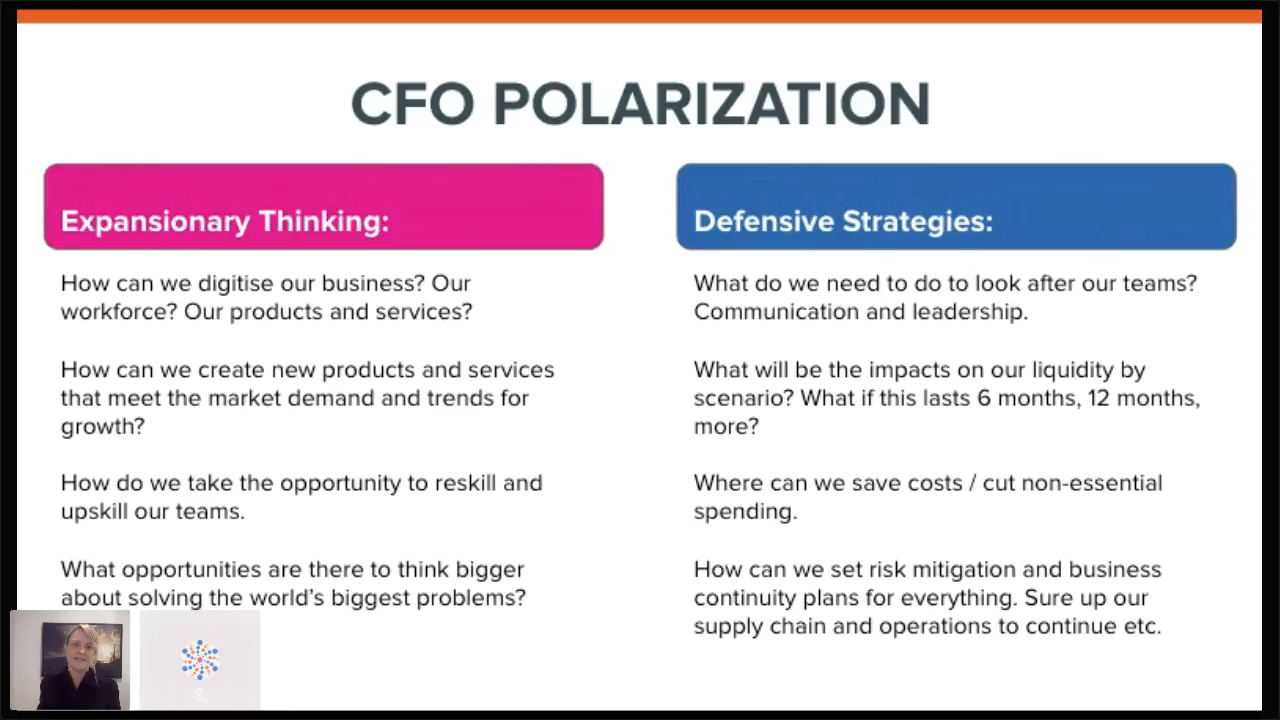 CFO POLARIZATION
Expansionary Thinking:
How can we digitise our business? Our
workforce? Our products and services?
How can we create new products and services
that meet the market demand and trends for
growth?
How do we take the opportunity to reskill and
upskill our teams.
What opportunities are there to think bigger
about solving the world’s biggest problems?
Defensive Strategies:
What do we need to do to look after our teams?
Communication and leadership.
What will be the impacts on our liquidity by
scenario? What if this lasts 6 months, 12 months,
more?
Where can we save costs / cut non-essential
spending.
How can we set risk mitigation and business
continuity plans for everything. Sure up our
supply chain and operations to continue etc.